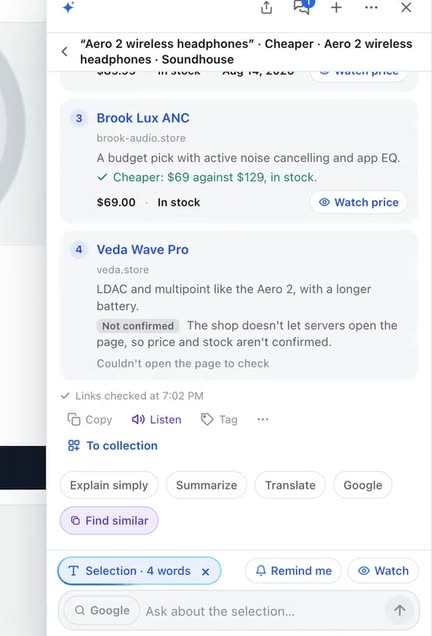 1
“Aero 2 wireless headphones” · Cheaper · Aero 2 wireless
headphones · Soundhouse
In stock Watch price
3 Brook Lux ANC
brook-audio.store
A budget pick with active noise cancelling and app EQ.
✓ Cheaper: $69 against $129, in stock.
$69.00 · In stock Watch price
4 Veda Wave Pro
veda.store
LDAC and multipoint like the Aero 2, with a longer
battery.
Not confirmed The shop doesn't let servers open the
page, so price and stock aren't confirmed.
Couldn't open the page to check
✓ Links checked at 7:02 PM
Copy Listen Tag ...
To collection
Explain simply Summarize Translate Google
Find similar
T Selection · 4 words × Remind me Watch
Google Ask about the selection...